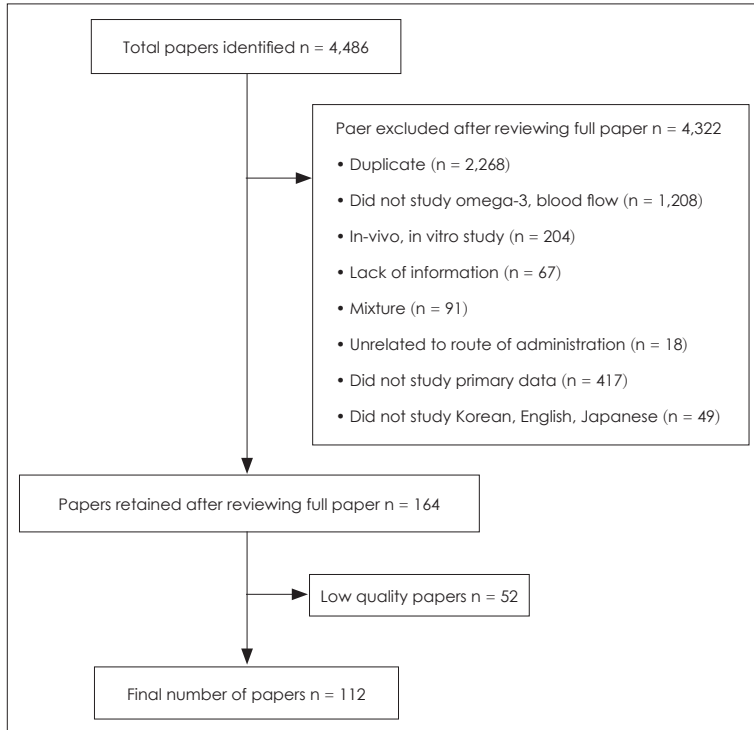 Total papers identified n = 4,486
Paer excluded after reviewing full paper n = 4,322
• Duplicate (n = 2,268)
• Did not study omega-3, blood flow (n = 1,208)
• In-vivo, in vitro study (n = 204)
• Lack of information (n = 67)
• Mixture (n = 91)
• Unrelated to route of administration (n = 18)
• Did not study primary data (n = 417)
• Did not study Korean, English, Japanese (n = 49)
Papers retained after reviewing full paper n = 164
Low quality papers n = 52
Final number of papers n = 112